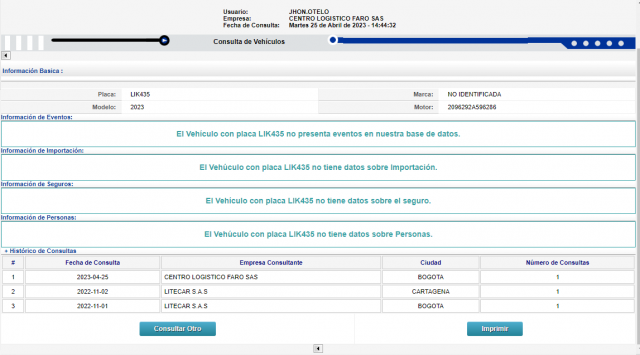 Usuario: JHON.OTELO
Empresa: CENTRO LOGISTICO FARO SAS
Fecha de Consulta: Martes 25 de Abril de 2023 - 14:44:32
Consulta de Vehículos
Información Basica :
Placa: LIK435 Marca: NO IDENTIFICADA
Modelo: 2023 Motor: 2096292A596286
Información de Eventos:
El Vehículo con placa LIK435 no presenta eventos en nuestra base de datos.
Información de Importación:
El Vehúculo con placa LIK435 no tiene datos sobre Importación.
Información de Seguros:
El Vehúculo con placa LIK435 no tiene datos sobre el seguro.
Información de Personas:
El Vehúculo con placa LIK435 no tiene datos sobre Personas.
+ Histórico de Consultas
# Fecha de Consulta Empresa Consultante Ciudad Número de Consultas
1 2023-04-25 CENTRO LOGISTICO FARO SAS BOGOTA 1
2 2022-11-02 LITECAR S.A.S CARTAGENA 1
3 2022-11-01 LITECAR S.A.S BOGOTA 1
Consultar Otro Imprimir